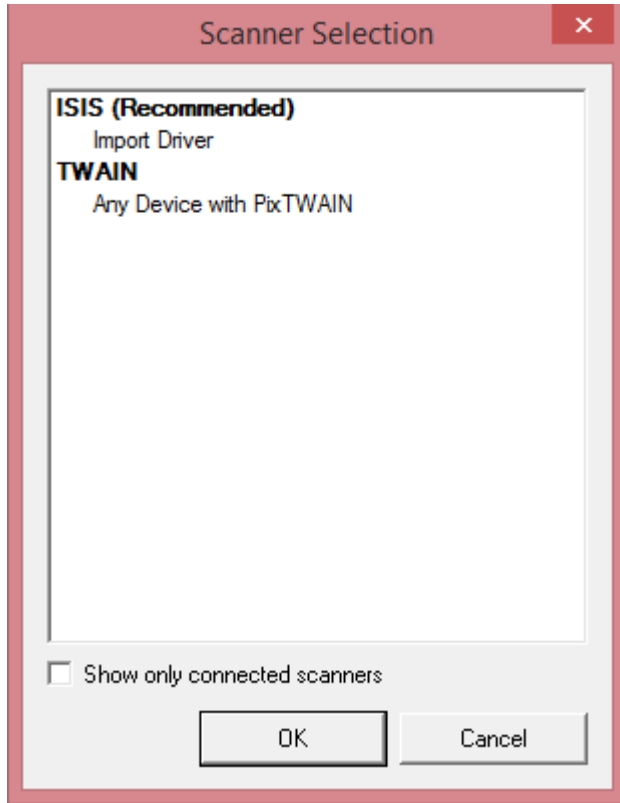 Scanner Selection
ISIS (Recommended)
Import Driver
TWAIN
Any Device with PixTWAIN
Show only connected scanners
OK
Cancel